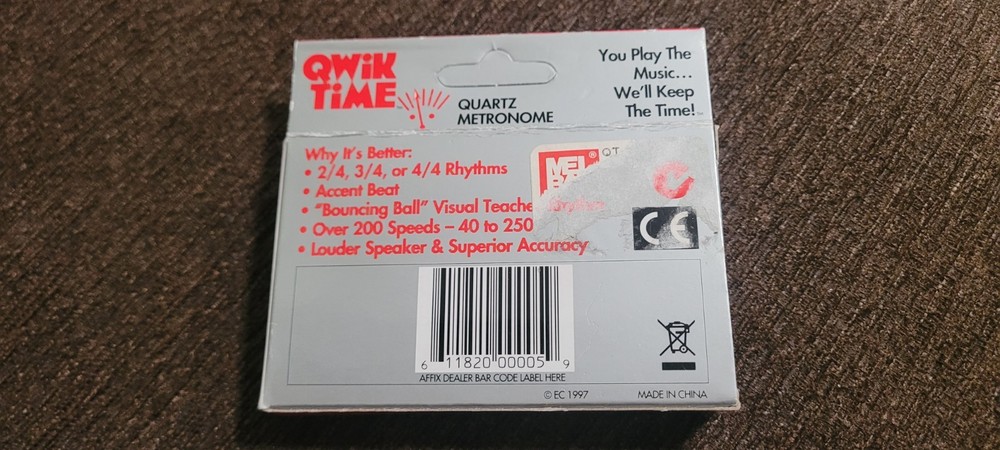 QWiK
TiME
QUARTZ
METRONOME
You Play The
Music...
We'll Keep
The Time!
Why It's Better:
• 2/4, 3/4, or 4/4 Rhythms
• Accent Beat
• "Bouncing Ball" Visual Teache
• Over 200 Speeds – 40 to 250
• Louder Speaker & Superior Accuracy
MEL
® QT
CE
6 11820 00005 9
AFFIX DEALER BAR CODE LABEL HERE
© EC 1997
MADE IN CHINA